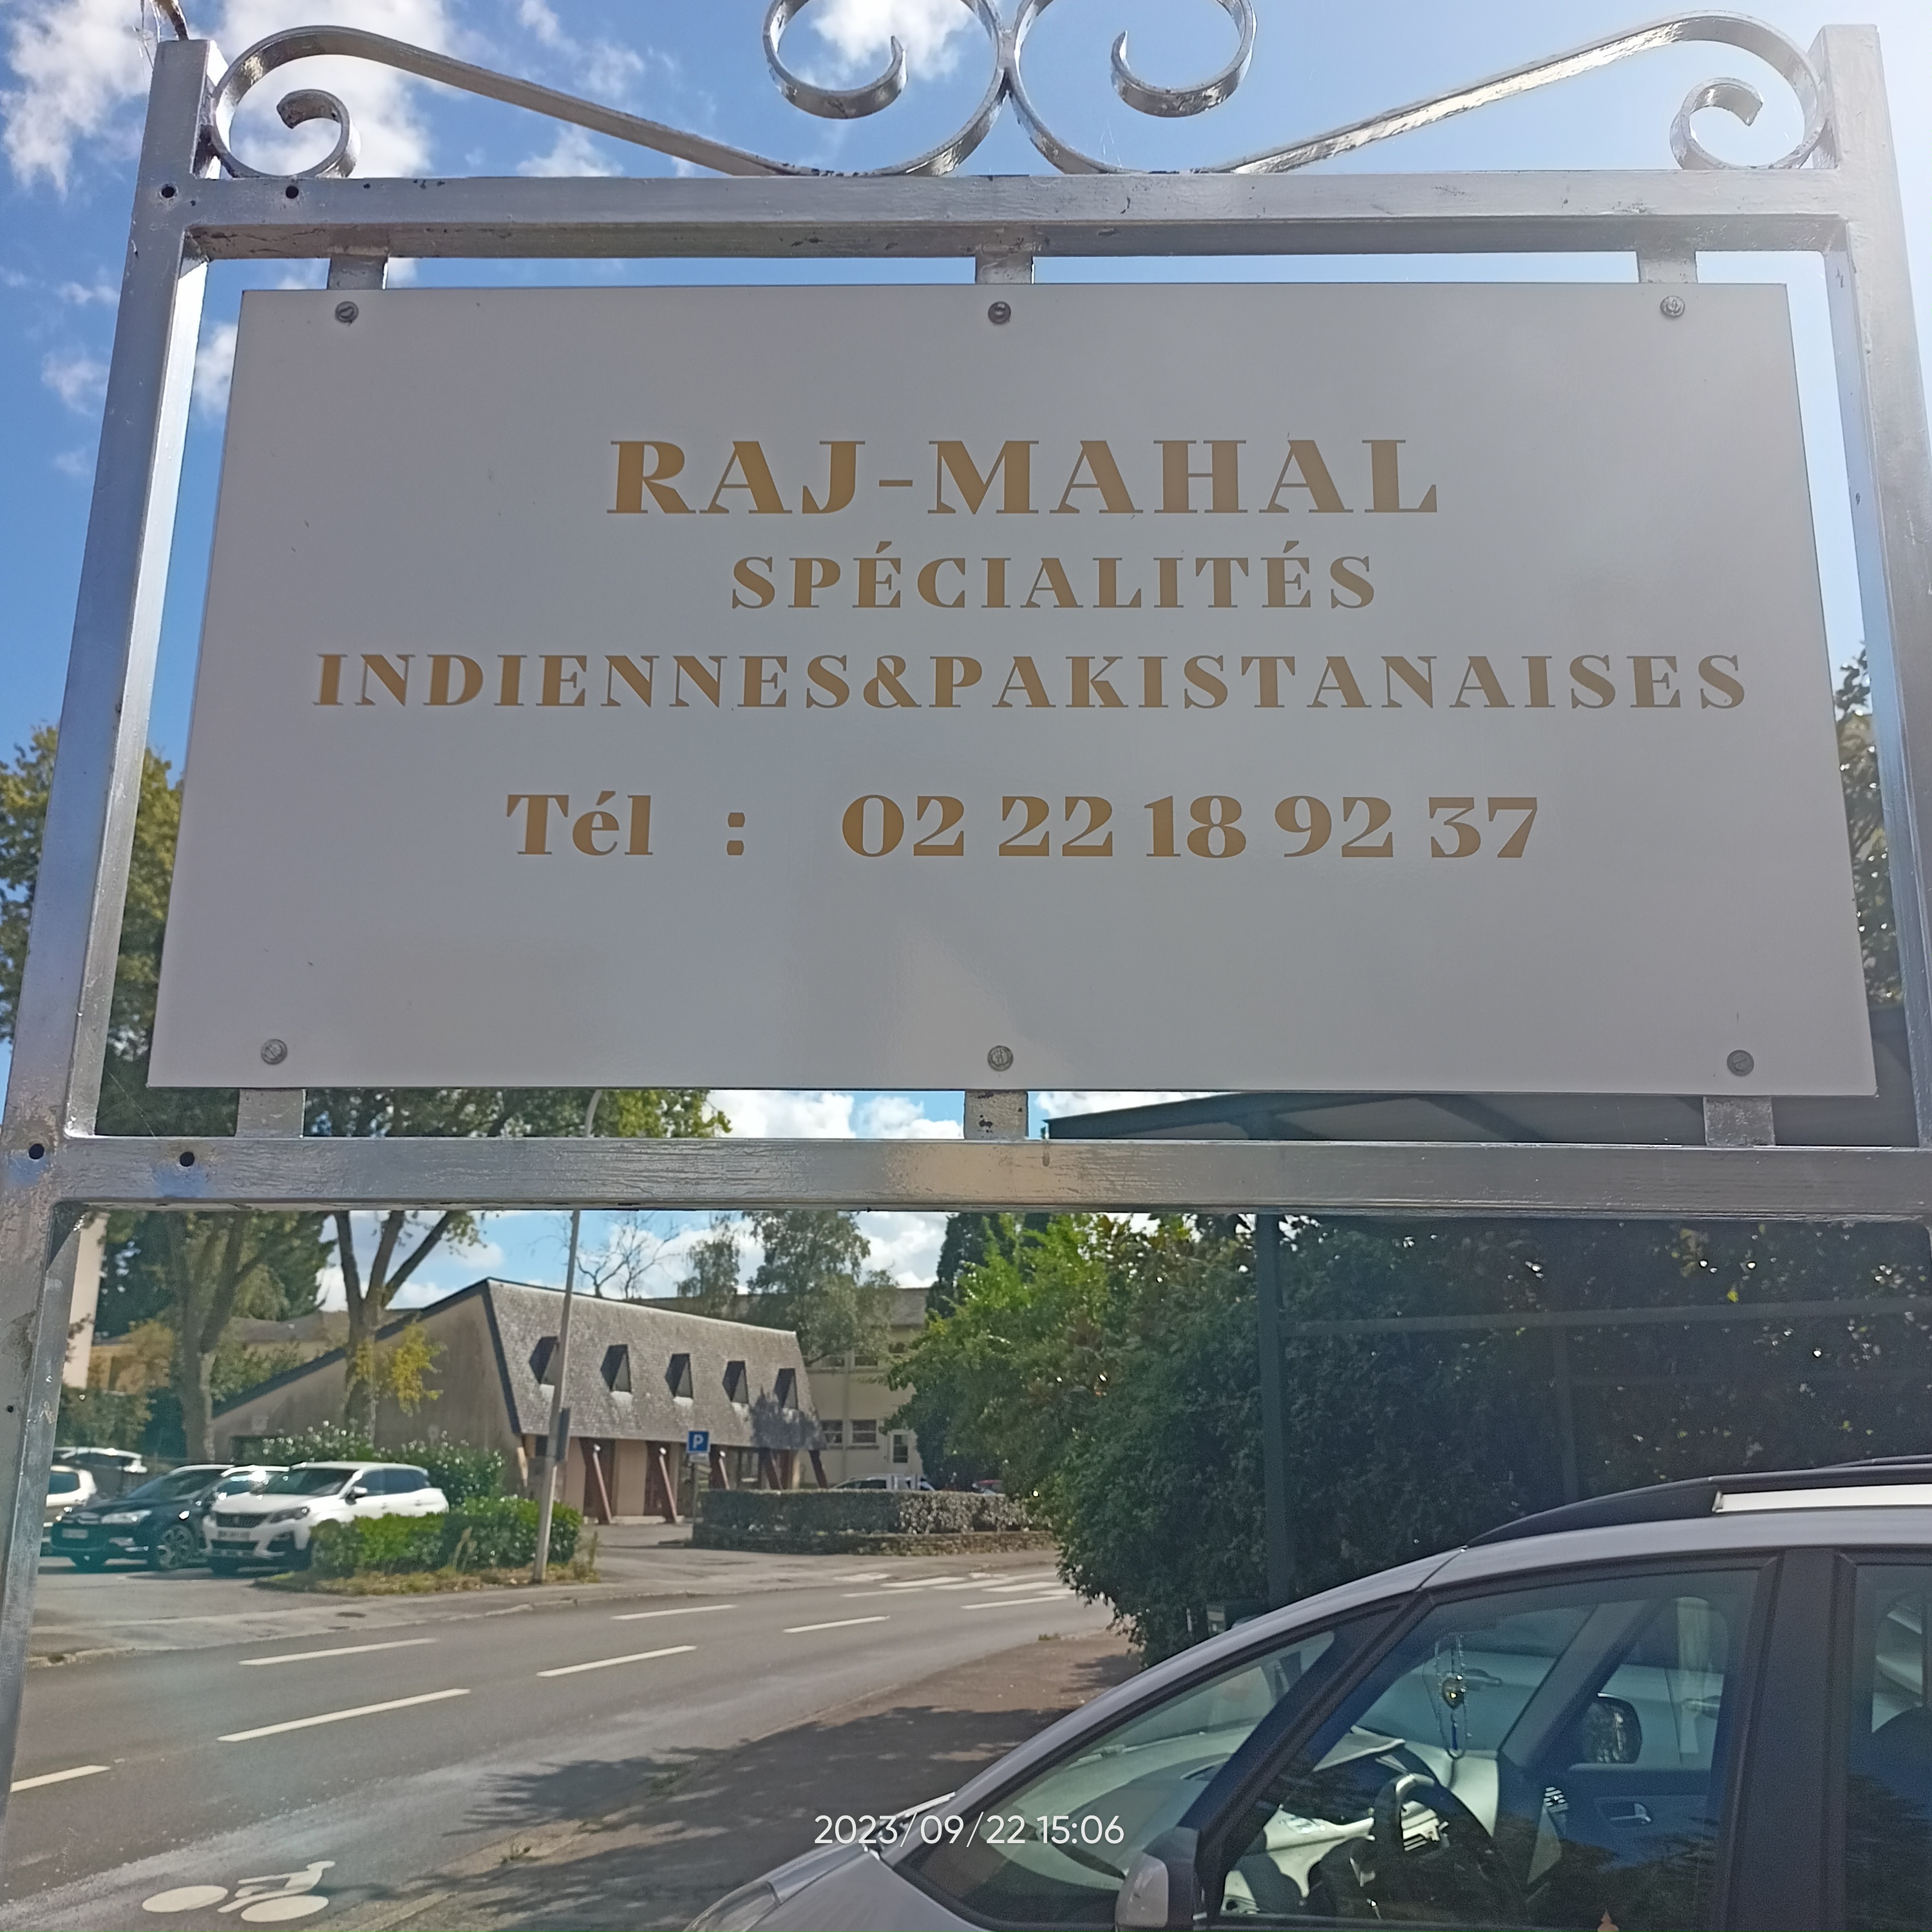 RAJ-MAHAL
SPÉCIALITÉS
INDIENNES&PAKISTANAISES
Tél : 02 22 18 92 37
P
2023/09/22 15:06